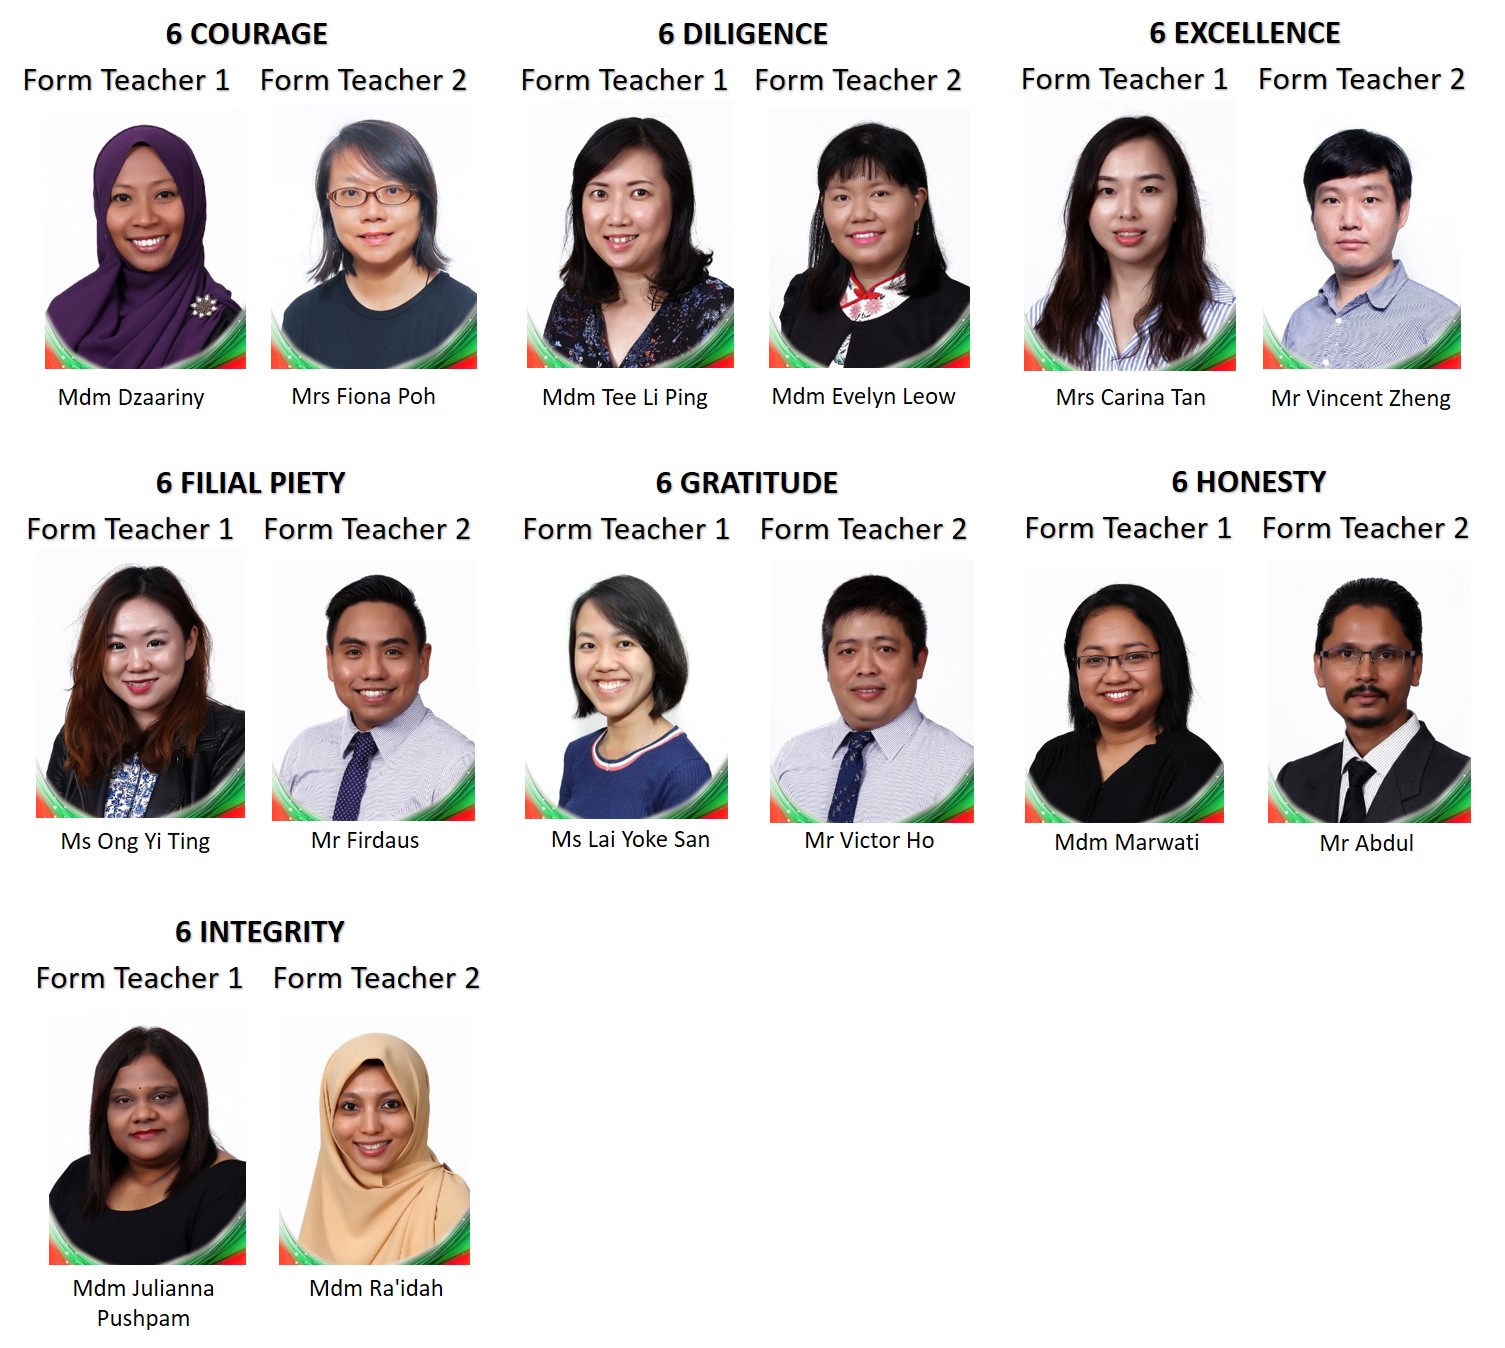 6 COURAGE
Form Teacher 1
Form Teacher 2
Mdm Dzaariny
Mrs Fiona Poh
6 DILIGENCE
Form Teacher 1
Form Teacher 2
Mdm Tee Li Ping
Mdm Evelyn Leow
6 EXCELLENCE
Form Teacher 1
Form Teacher 2
Mrs Carina Tan
Mr Vincent Zheng
6 FILIAL PIETY
Form Teacher 1
Form Teacher 2
Ms Ong Yi Ting
Mr Firdaus
6 GRATITUDE
Form Teacher 1
Form Teacher 2
Ms Lai Yoke San
Mr Victor Ho
6 HONESTY
Form Teacher 1
Form Teacher 2
Mdm Marwati
Mr Abdul
6 INTEGRITY
Form Teacher 1
Form Teacher 2
Mdm Julianna
Pushpam
Mdm Ra'idah